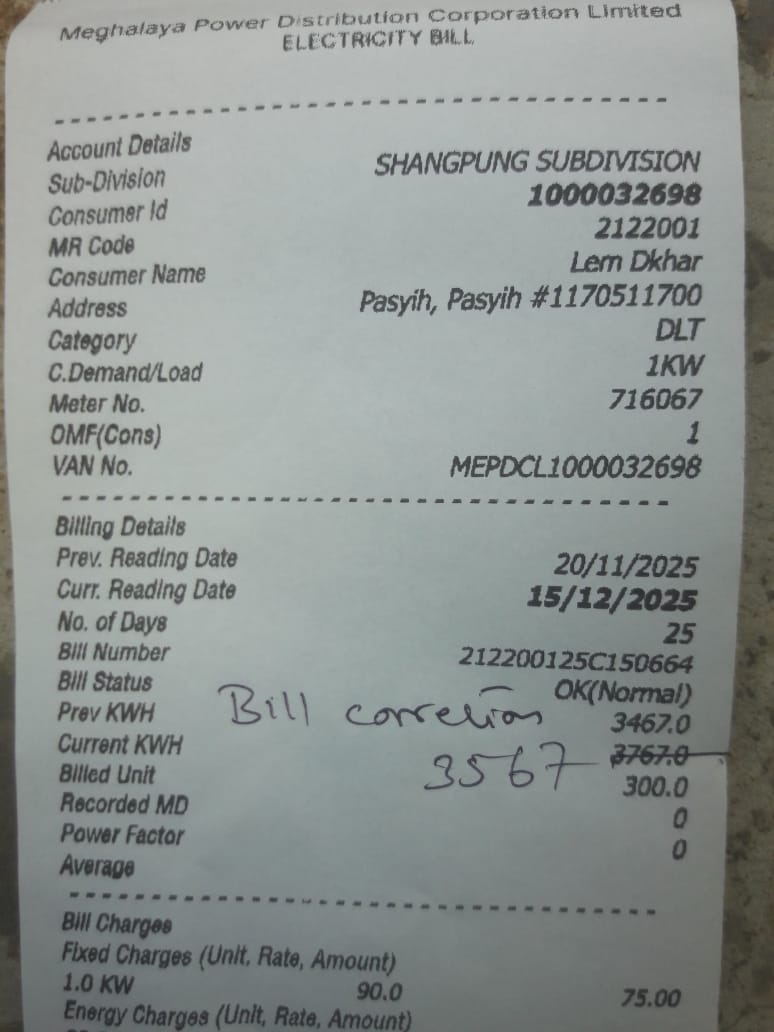 Meghalaya Power Distribution Corporation Limited
ELECTRICITY BILL
Account Details
Sub-Division SHANGPUNG SUBDIVISION
Consumer Id 1000032698
MR Code 2122001
Consumer Name Lem Dkhar
Address Pasyih, Pasyih #1170511700
Category DLT
C.Demand/Load 1KW
Meter No. 716067
OMF(Cons) 1
VAN No. MEPDCL1000032698
Billing Details
Prev. Reading Date 20/11/2025
Curr. Reading Date 15/12/2025
No. of Days 25
Bill Number 212200125C150664
Bill Status OK(Normal)
Prev KWH Bill 3467.0
Current KWH 3567 3767.0
Billed Unit 300.0
Recorded MD 0
Power Factor 0
Average
Bill Charges
Fixed Charges (Unit, Rate, Amount)
1.0 KW 90.0 75.00
Energy Charges (Unit, Rate, Amount)